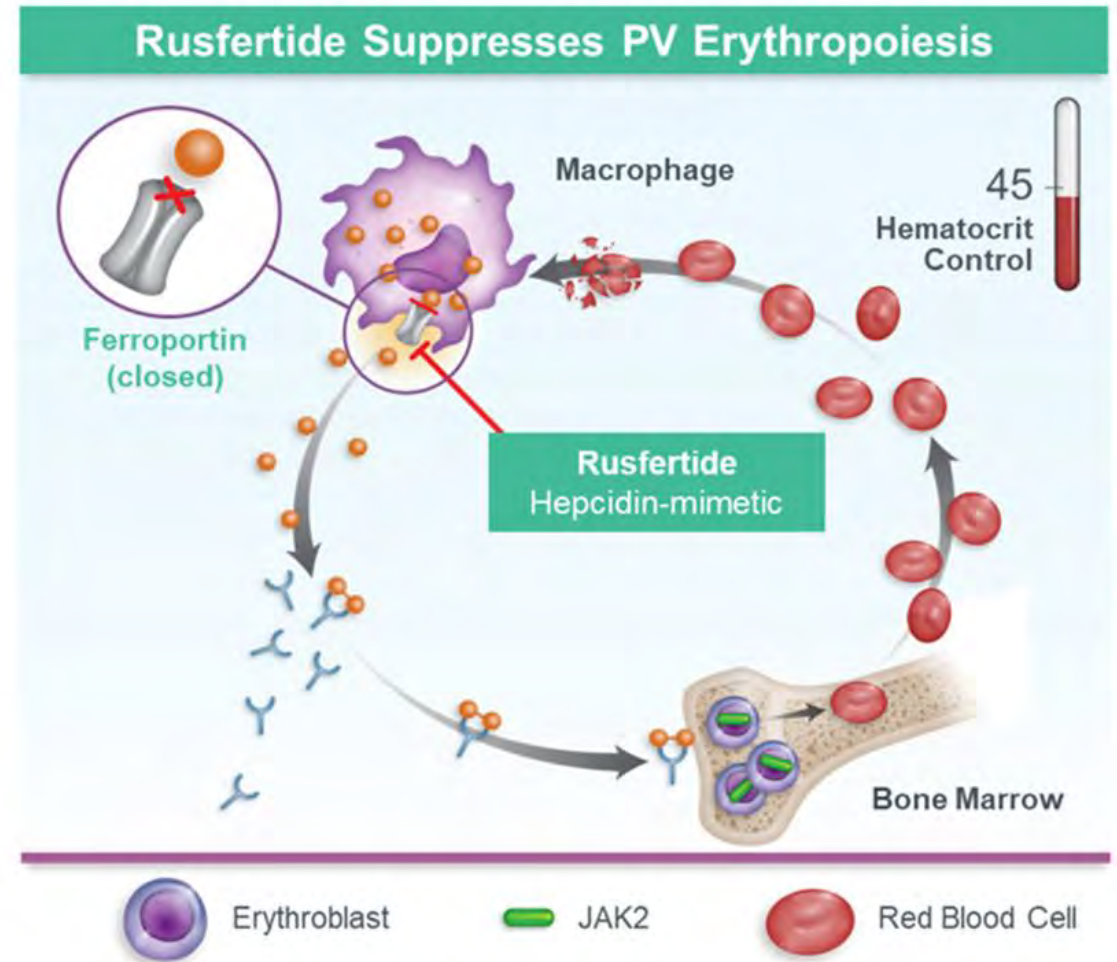 Rusfertide Suppresses PV Erythropoiesis
Macrophage
45
Hematocrit
Control
Ferroportin
(closed)
Rusfertide
Hepcidin-mimetic
Bone Marrow
Erythroblast
JAK2
Red Blood Cell